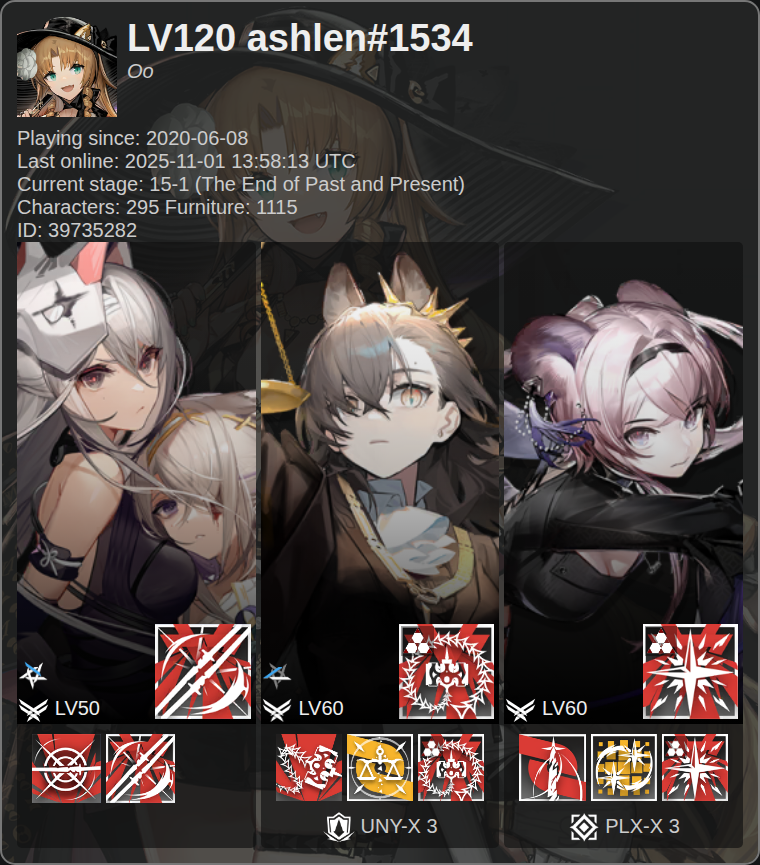 LV120 ashlen#1534
Oo
Playing since: 2020-06-08
Last online: 2025-11-01 13:58:13 UTC
Current stage: 15-1 (The End of Past and Present)
Characters: 295 Furniture: 1115
ID: 39735282
LV50
LV60
LV60
UNY-X 3
PLX-X 3